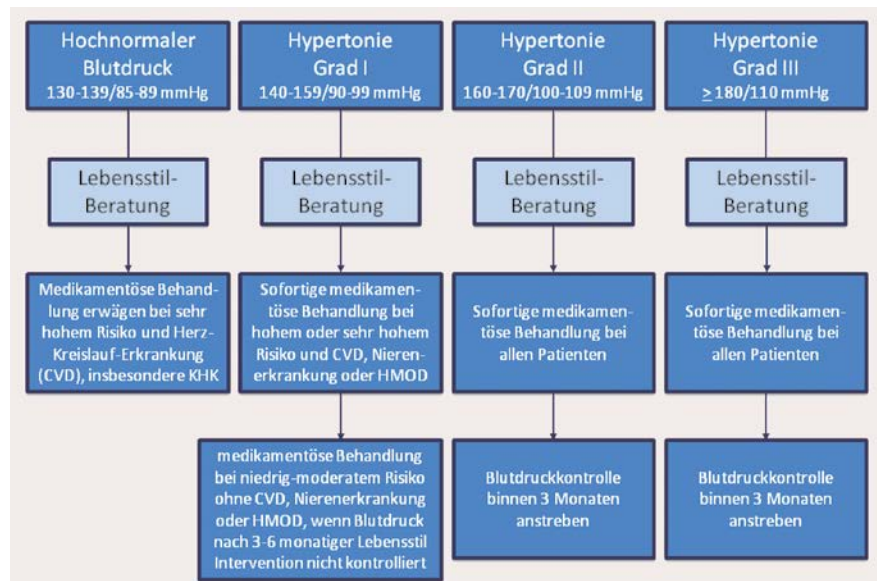 Hochnormaler
Blutdruck
130-139/85-89 mmHg
Lebensstil-
Beratung
Medikamentöse Behand-
lung erwägen bei sehr
hohem Risiko und Herz-
Kreislauf-Erkrankung
(CVD), insbesondere KHK
Hypertonie
Grad I
140-159/90-99 mmHg
Lebensstil-
Beratung
Sofortige medikamen-
töse Behandlung bei
hohem oder sehr hohem
Risiko und CVD, Nieren-
erkrankung oder HMOD
medikamentöse Behandlung
bei niedrig-moderatem Risiko
ohne CVD, Nierenerkrankung
oder HMOD, wenn Blutdruck
nach 3-6 monatiger Lebensstil
Intervention nicht kontrolliert
Hypertonie
Grad II
160-170/100-109 mmHg
Lebensstil-
Beratung
Sofortige medikamen-
töse Behandlung bei
allen Patienten
Blutdruckkontrolle
binnen 3 Monaten
anstreben
Hypertonie
Grad III
≥ 180/110 mmHg
Lebensstil-
Beratung
Sofortige medikamen-
töse Behandlung bei
allen Patienten
Blutdruckkontrolle
binnen 3 Monaten
anstreben